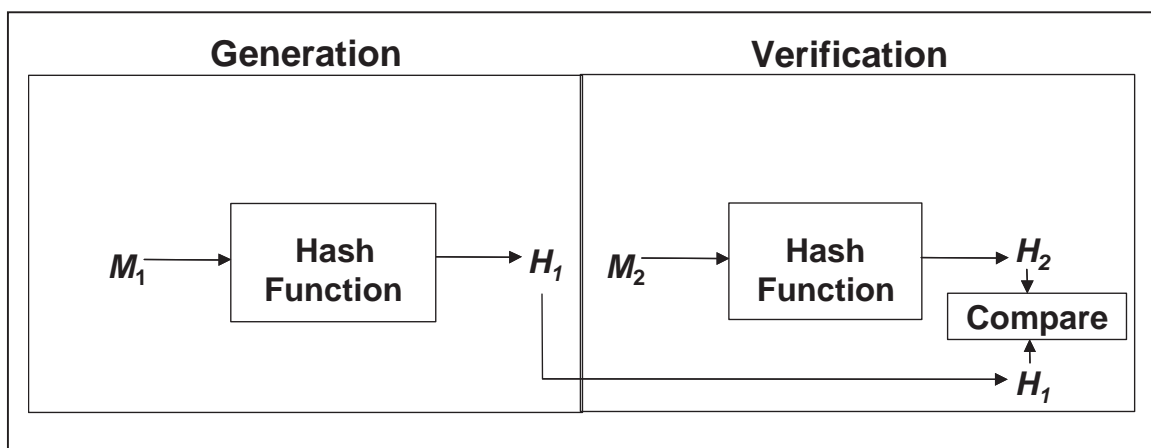 Generation
M1
Hash
Function
H1
Verification
M2
Hash
Function
H2
Compare
H1